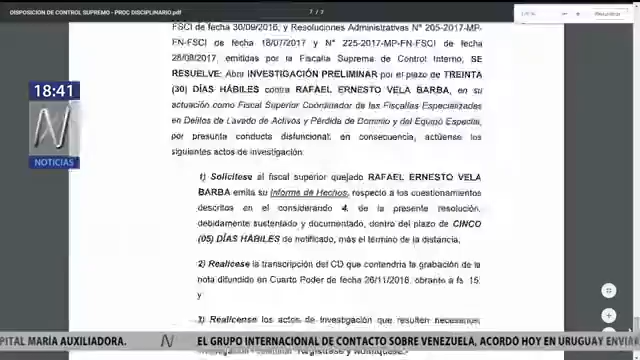 DISPOSICION DE CONTROL SUPREMO - PROC DISCIPLINARIO.pdf
7 / 7
FSCI de fecha 30/09/2016, y Resoluciones Administrativas N° 205-2017-MP-
FN-FSCI de fecha 18/07/2017 y N° 225-2017-MP-FN-FSCI de fecha
28/08/2017, emitidas por la Fiscalía Suprema de Control Interno, SE
RESUELVE: Abrir INVESTIGACIÓN PRELIMINAR por el plazo de TREINTA
(30) DÍAS HÁBILES contra RAFAEL ERNESTO VELA BARBA, en su
actuación como Fiscal Superior Coordinador de las Fiscalías Especializadas
en Delitos de Lavado de Activos y Pérdida de Dominio y del Equipo Especial,
por presunta conducta disfuncional; en consecuencia, actúense los
siguientes actos de investigación:
1) Solicítese al fiscal superior quejado RAFAEL ERNESTO VELA
BARBA emita su Informe de Hechos, respecto a los cuestionamientos
descritos en el considerando 4. de la presente resolución,
debidamente sustentado y documentado, dentro del plazo de CINCO
(05) DÍAS HÁBILES de notificado, más el término de la distancia.
2) Realícese la transcripción del CD que contendría la grabación de la
nota difundido en Cuarto Poder de fecha 26/11/2018, obrante a fs. 15;
y
3) Realícense los actos de investigación que resulten necesarios.
Regístrese y Notifíquese.-
18:41
N
NOTICIAS
PITAL MARÍA AUXILIADORA. N EL GRUPO INTERNACIONAL DE CONTACTO SOBRE VENEZUELA, ACORDÓ HOY EN URUGUAY ENVIA